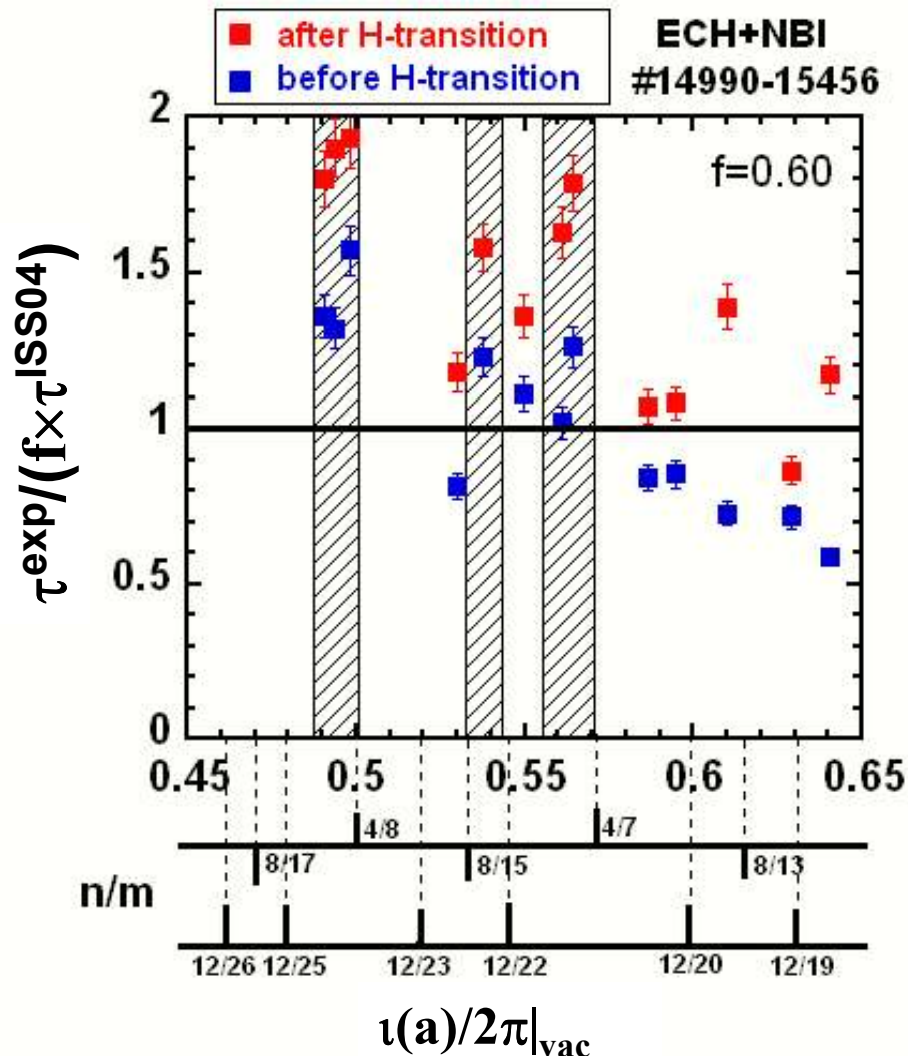 after H-transition
before H-transition
ECH+NBI
#14990-15456
f=0.60
τexp/(f×τISS04)
2
1.5
1
0.5
0
0.45 0.5 0.55 0.6 0.65
4/8 4/7
8/17 8/15 8/13
n/m
12/26 12/25 12/23 12/22 12/20 12/19
ι(a)/2π|vac